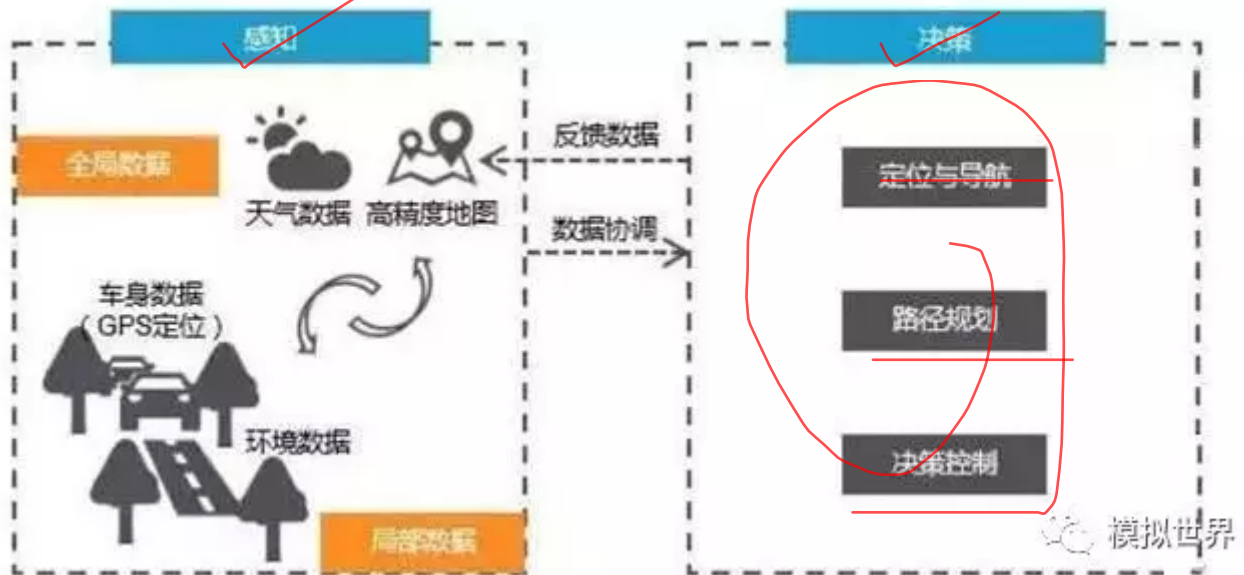 感知
决策
全局数据
天气数据
高精度地图
反馈数据
数据协调
车身数据
(GPS定位)
环境数据
局部数据
定位与导航
路径规划
决策控制
模拟世界